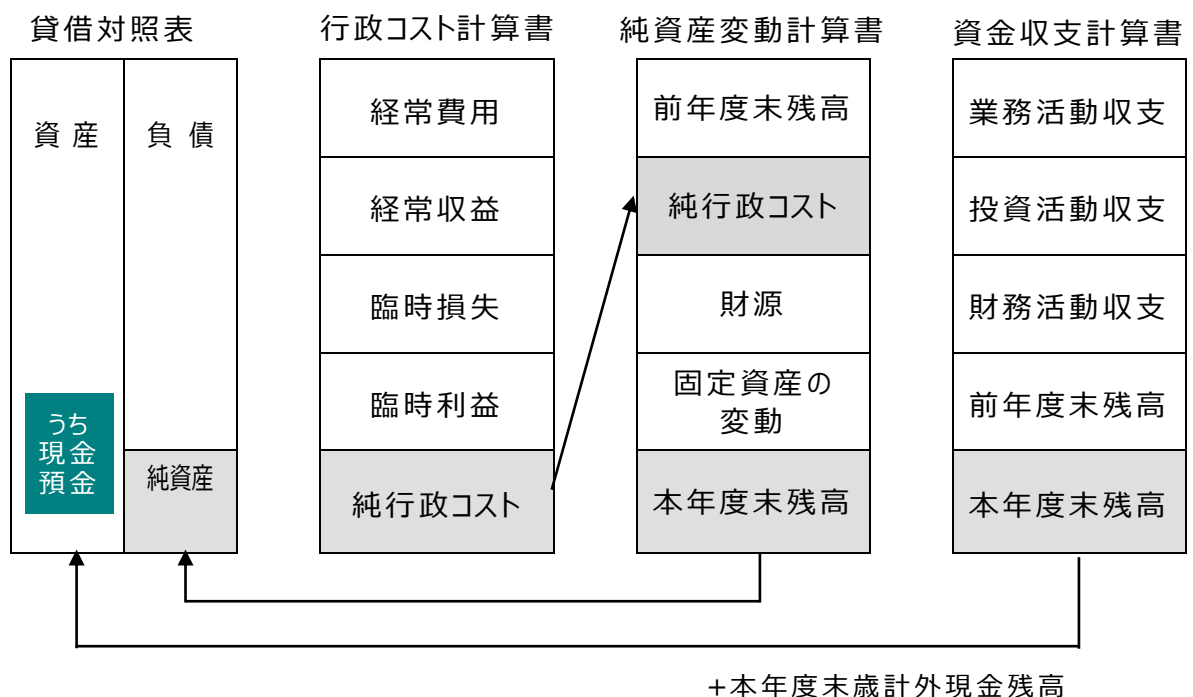 貸借対照表
資産
負債
うち
現金
預金
純資産
行政コスト計算書
経常費用
経常収益
臨時損失
臨時利益
純行政コスト
純資産変動計算書
前年度末残高
純行政コスト
財源
固定資産の
変動
本年度末残高
資金収支計算書
業務活動収支
投資活動収支
財務活動収支
前年度末残高
本年度末残高
+本年度末歳計外現金残高